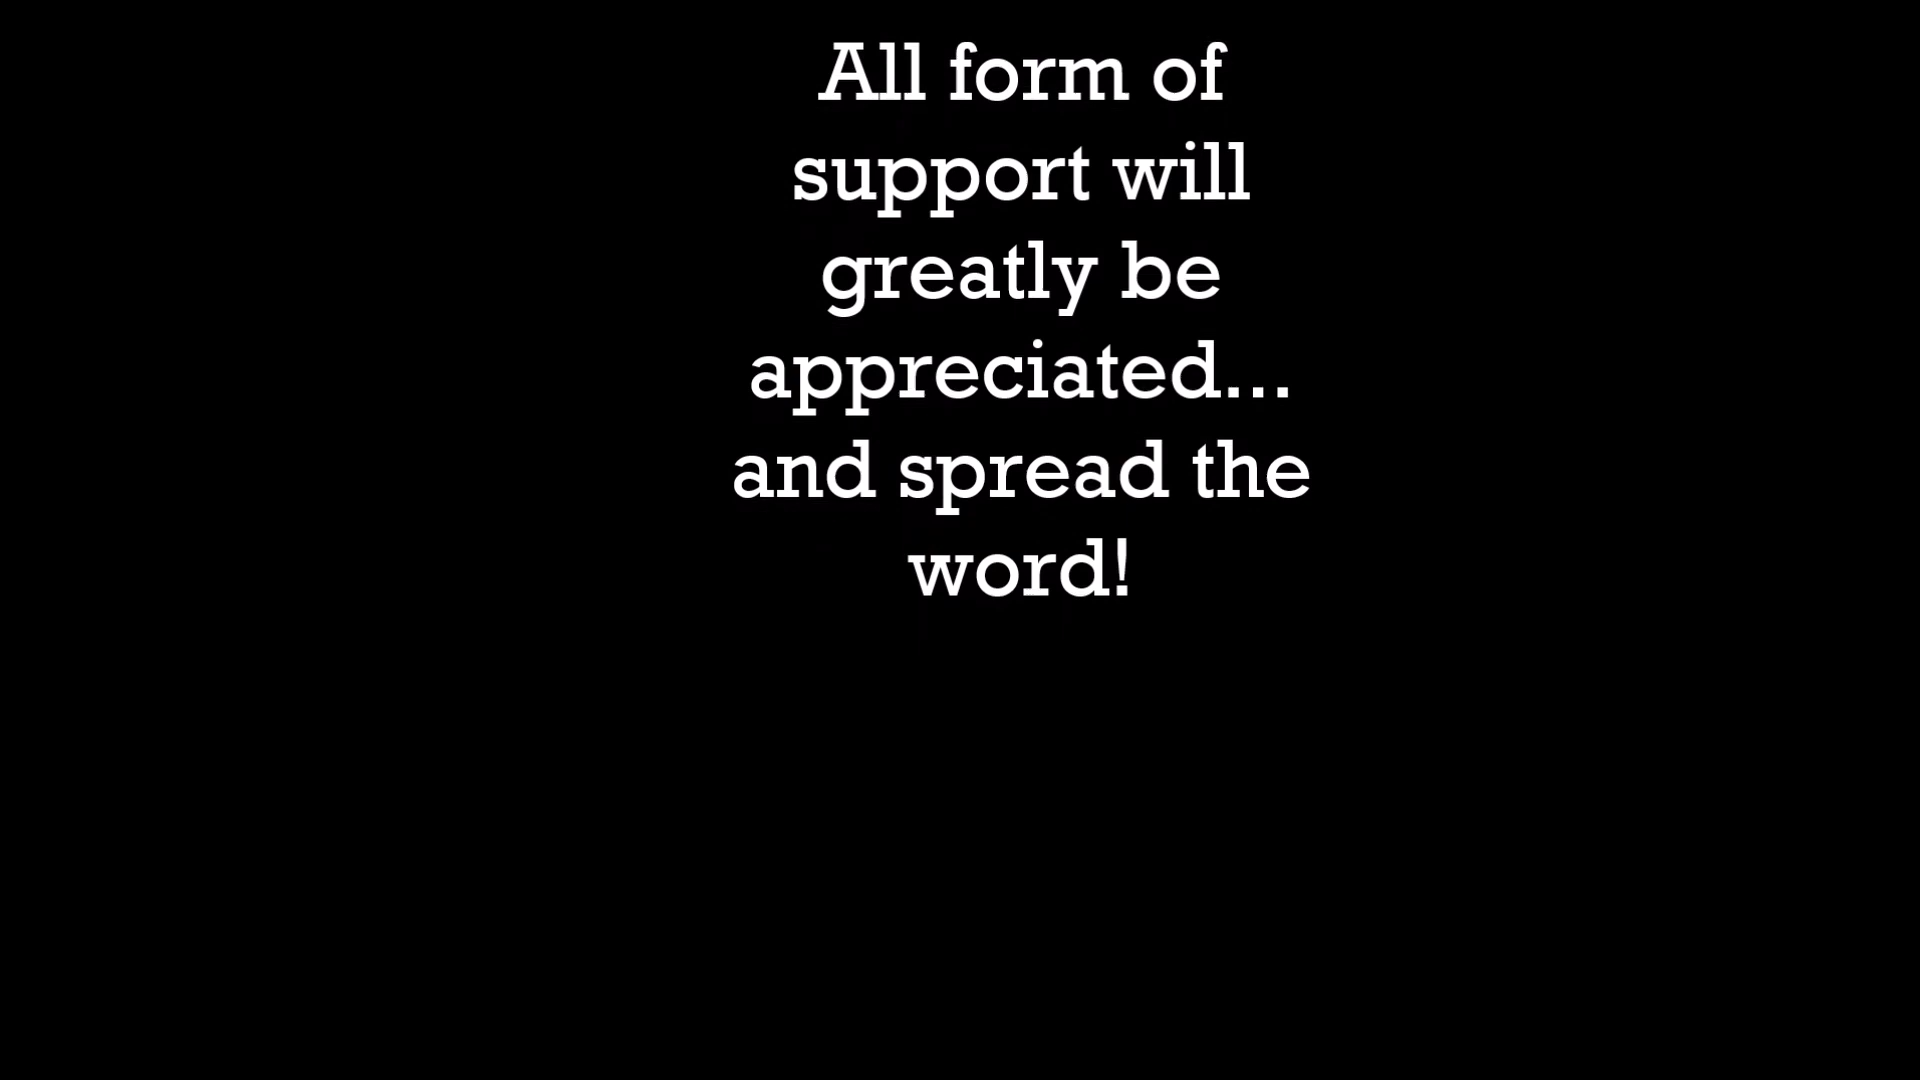 All form of
support will
greatly be
appreciated...
and spread the
word!